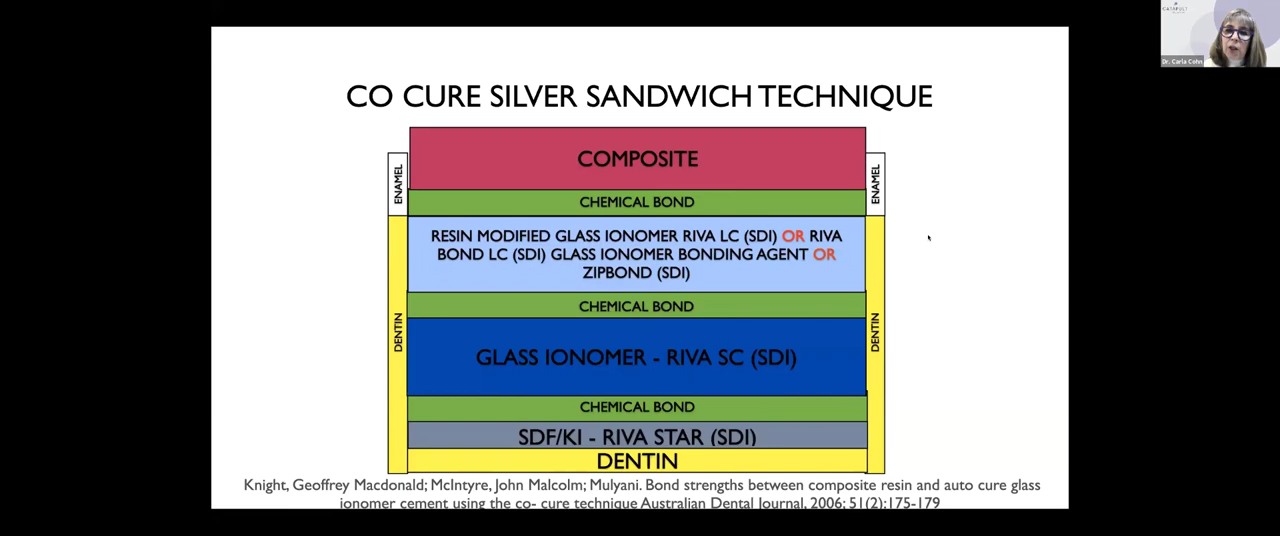 CATAPULT
Dr. Carla Cohn
CO CURE SILVER SANDWICH TECHNIQUE
COMPOSITE
ENAMEL
ENAMEL
CHEMICAL BOND
RESIN MODIFIED GLASS IONOMER RIVA LC (SDI) OR RIVA
BOND LC (SDI) GLASS IONOMER BONDING AGENT OR
ZIPBOND (SDI)
CHEMICAL BOND
DENTIN
DENTIN
GLASS IONOMER - RIVA SC (SDI)
CHEMICAL BOND
SDF/KI - RIVA STAR (SDI)
DENTIN
Knight, Geoffrey Macdonald; McIntyre, John Malcolm; Mulyani. Bond strengths between composite resin and auto cure glass
ionomer cement using the co- cure technique Australian Dental Journal, 2006; 51(2):175-179